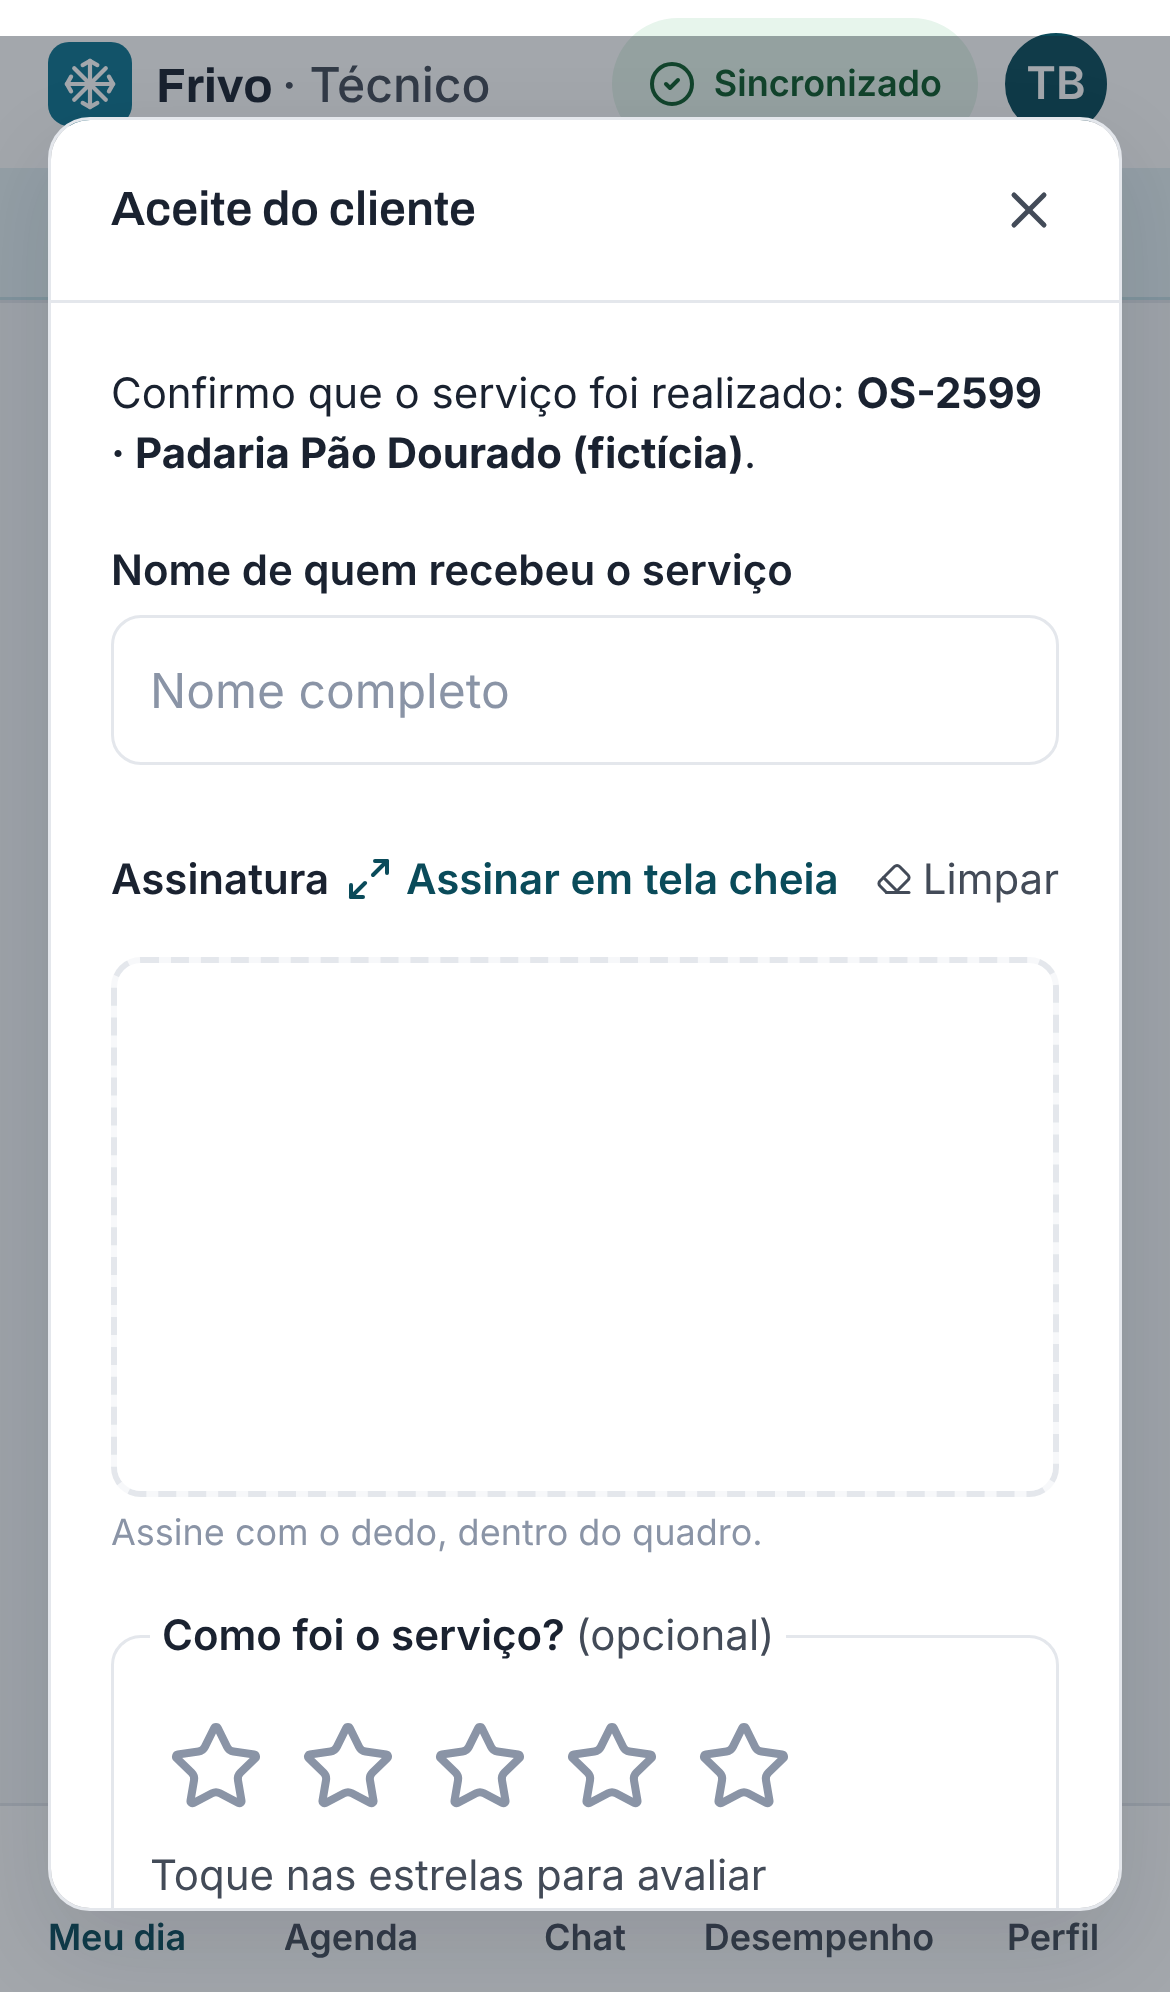 Frivo · Técnico
Sincronizado
TB
Aceite do cliente
Confirmo que o serviço foi realizado: OS-2599
· Padaria Pão Dourado (fictícia).
Nome de quem recebeu o serviço
Nome completo
Assinatura
Assinar em tela cheia
Limpar
Assine com o dedo, dentro do quadro.
Como foi o serviço? (opcional)
Toque nas estrelas para avaliar
Meu dia
Agenda
Chat
Desempenho
Perfil